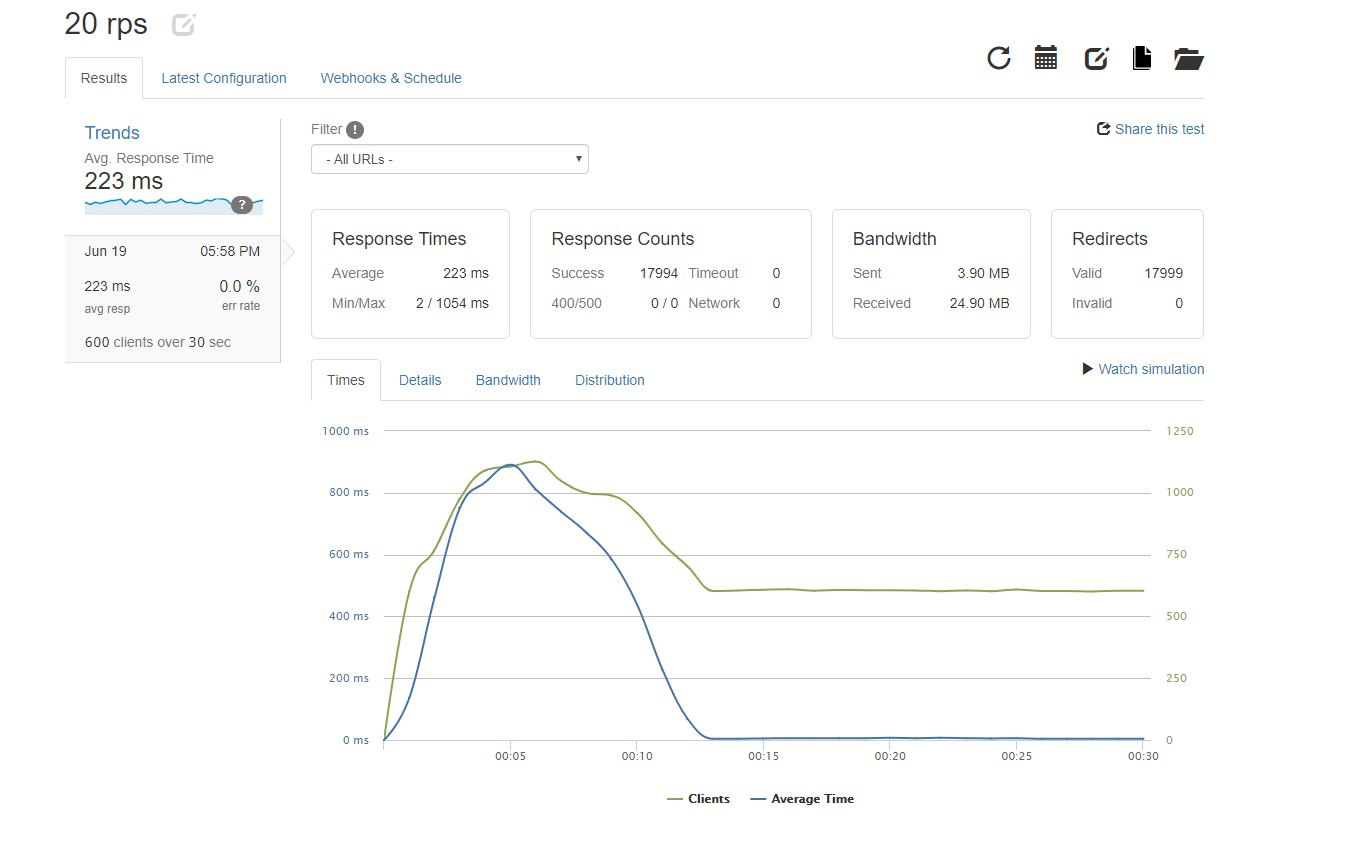 20 rps
Results Latest Configuration Webhooks & Schedule
Trends
Avg. Response Time
223 ms
?
Jun 19 05:58 PM
223 ms 0.0 %
avg resp err rate
600 clients over 30 sec
Filter !
- All URLs -
Share this test
Response Times
Average 223 ms
Min/Max 2 / 1054 ms
Response Counts
Success 17994 Timeout 0
400/500 0 / 0 Network 0
Bandwidth
Sent 3.90 MB
Received 24.90 MB
Redirects
Valid 17999
Invalid 0
Times Details Bandwidth Distribution
Watch simulation
1000 ms 1250
800 ms 1000
600 ms 750
400 ms 500
200 ms 250
0 ms 0
00:05 00:10 00:15 00:20 00:25 00:30
Clients Average Time